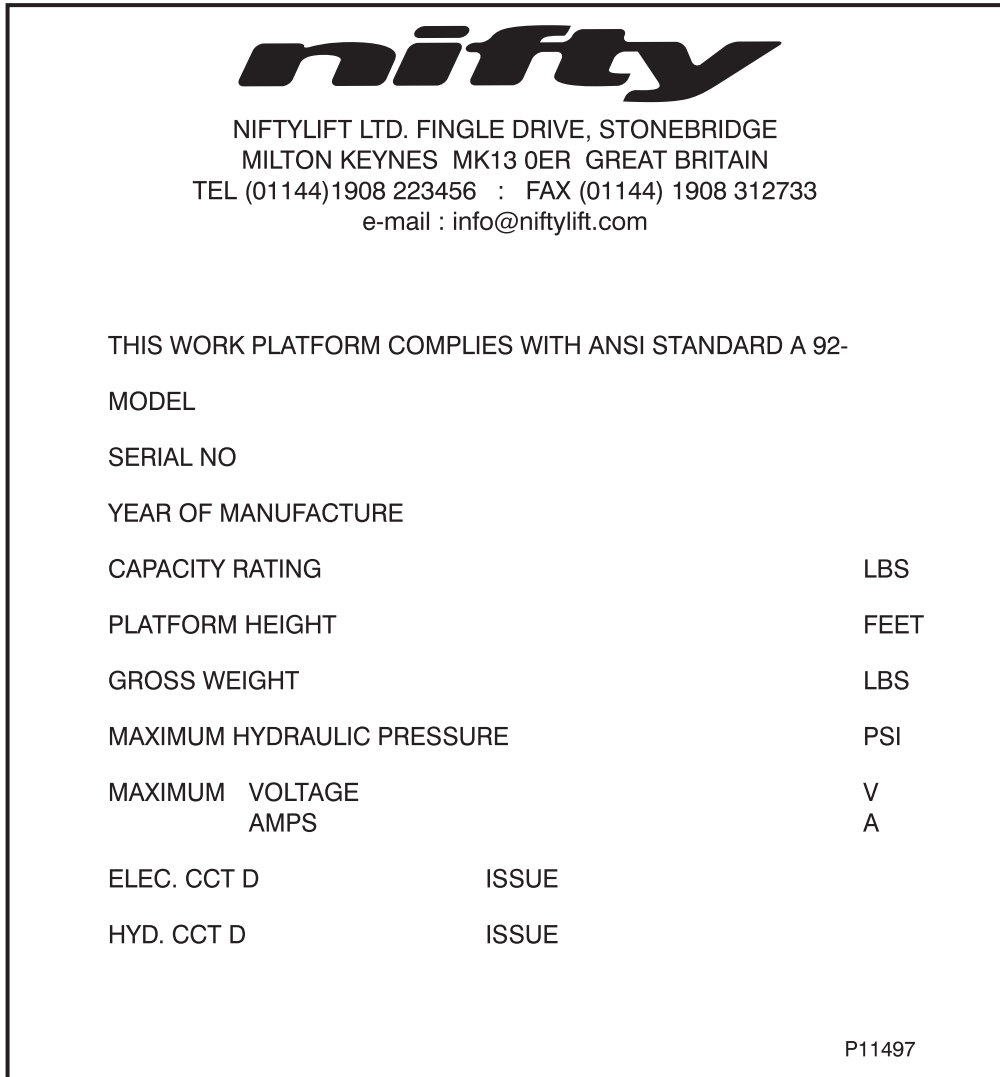 nifty
NIFTYLIFT LTD. FINGLE DRIVE, STONEBRIDGE
MILTON KEYNES MK13 0ER GREAT BRITAIN
TEL (01144)1908 223456 : FAX (01144) 1908 312733
e-mail : info@niftylift.com
THIS WORK PLATFORM COMPLIES WITH ANSI STANDARD A 92-
MODEL
SERIAL NO
YEAR OF MANUFACTURE
CAPACITY RATING LBS
PLATFORM HEIGHT FEET
GROSS WEIGHT LBS
MAXIMUM HYDRAULIC PRESSURE PSI
MAXIMUM VOLTAGE V
AMPS A
ELEC. CCT D ISSUE
HYD. CCT D ISSUE
P11497